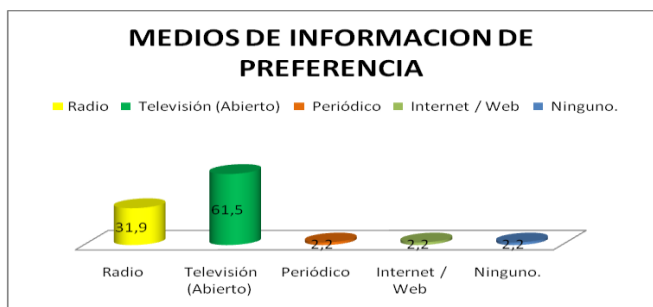 MEDIOS DE INFORMACION DE
PREFERENCIA
Radio Televisión (Abierto) Periódico Internet / Web Ninguno.
31,9 61,5 2,2 2,2 2,2
Radio Televisión Periódico Internet / Ninguno.
(Abierto) Web